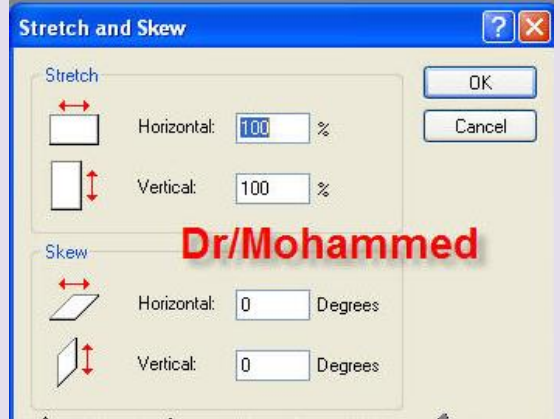 Stretch and Skew
Stretch
OK
Horizontal: 100 %
Cancel
Vertical: 100 %
Dr/Mohammed
Skew
Horizontal: 0 Degrees
Vertical: 0 Degrees